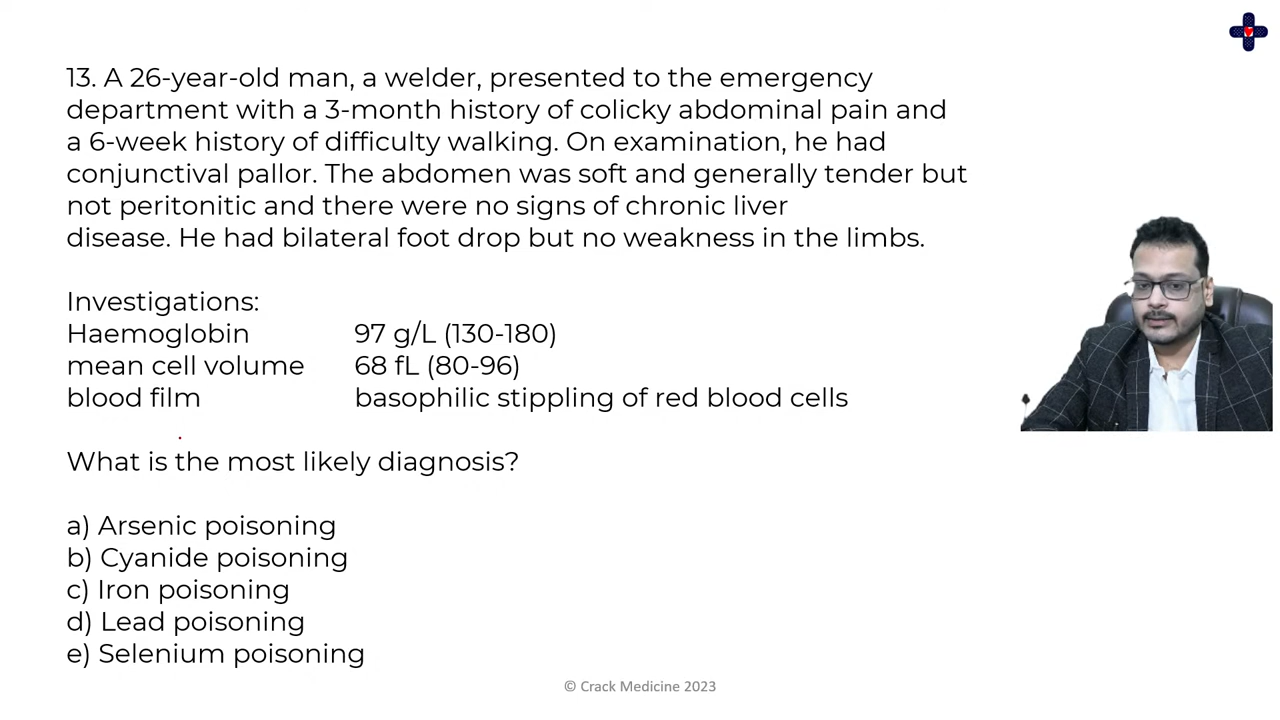 13. A 26-year-old man, a welder, presented to the emergency
department with a 3-month history of colicky abdominal pain and
a 6-week history of difficulty walking. On examination, he had
conjunctival pallor. The abdomen was soft and generally tender but
not peritonitic and there were no signs of chronic liver
disease. He had bilateral foot drop but no weakness in the limbs.
Investigations:
Haemoglobin 97 g/L (130-180)
mean cell volume 68 fL (80-96)
blood film basophilic stippling of red blood cells
What is the most likely diagnosis?
a) Arsenic poisoning
b) Cyanide poisoning
c) Iron poisoning
d) Lead poisoning
e) Selenium poisoning
© Crack Medicine 2023